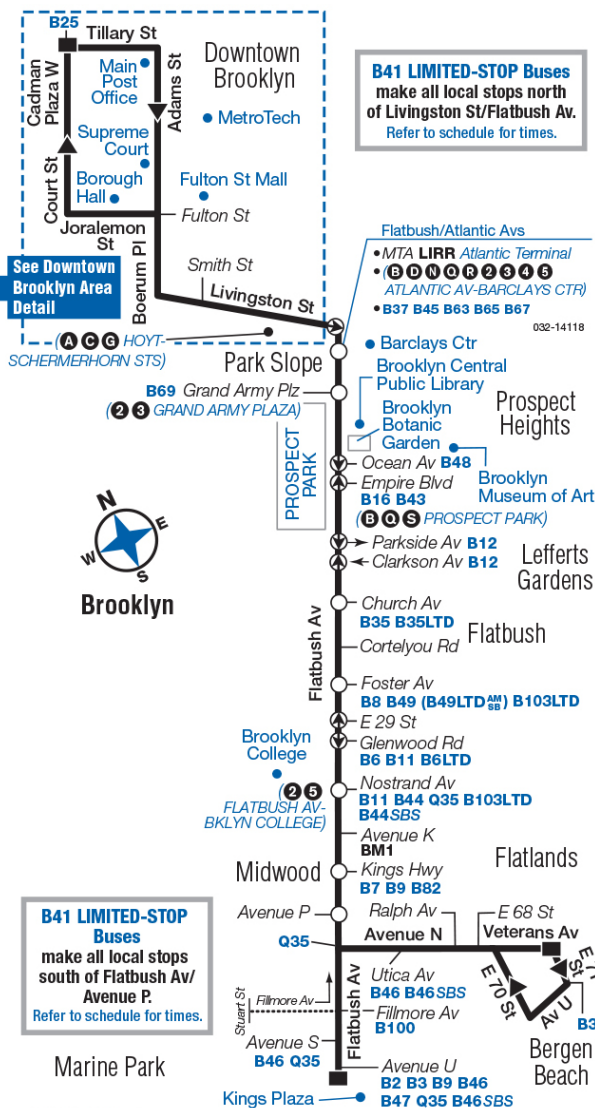 B25
Tillary St
Cadman
Plaza W
Main
Post
Office
Adams St
Downtown
Brooklyn
MetroTech
Supreme
Court
Court St
Borough
Hall
Fulton St Mall
Joralemon
St
Fulton St
B41 LIMITED-STOP Buses
make all local stops north
of Livingston St/Flatbush Av.
Refer to schedule for times.
See Downtown
Brooklyn Area
Detail
Boerum Pl
Smith St
Livingston St
Flatbush/Atlantic Avs
•MTA LIRR Atlantic Terminal
•(B D N Q R 2 3 4 5
ATLANTIC AV-BARCLAYS CTR)
•B37 B45 B63 B65 B67
032-14118
(A C G HOYT-
SCHERMERHORN STS)
Park Slope
Barclays Ctr
Brooklyn Central
Public Library
B69 Grand Army Plz
(2 3 GRAND ARMY PLAZA)
Brooklyn
Botanic
Garden
Prospect
Heights
PROSPECT
PARK
Ocean Av B48
Empire Blvd
B16 B43
(B Q S PROSPECT PARK)
Brooklyn
Museum of Art
N
E
S
W
Brooklyn
Parkside Av B12
Clarkson Av B12
Lefferts
Gardens
Church Av
B35 B35LTD
Flatbush
Flatbush Av
Cortelyou Rd
Foster Av
B8 B49 (B49LTD AM SB) B103LTD
E 29 St
Glenwood Rd
B6 B11 B6LTD
Brooklyn
College
(2 5
FLATBUSH AV-
BKLYN COLLEGE)
Nostrand Av
B11 B44 Q35 B103LTD
B44SBS
Avenue K
BM1
Midwood
Kings Hwy
B7 B9 B82
Flatlands
B41 LIMITED-STOP
Buses
make all local stops
south of Flatbush Av/
Avenue P.
Refer to schedule for times.
Avenue P
Q35
Ralph Av
E 68 St
Avenue N
Veterans Av
Utica Av
B46 B46SBS
E 70 St
E 7
St
Av U
B3
Bergen
Beach
Stuart St
Fillmore Av
Flatbush Av
Fillmore Av
B100
Avenue S
B46 Q35
Marine Park
Avenue U
B2 B3 B9 B46
B47 Q35 B46SBS
Kings Plaza